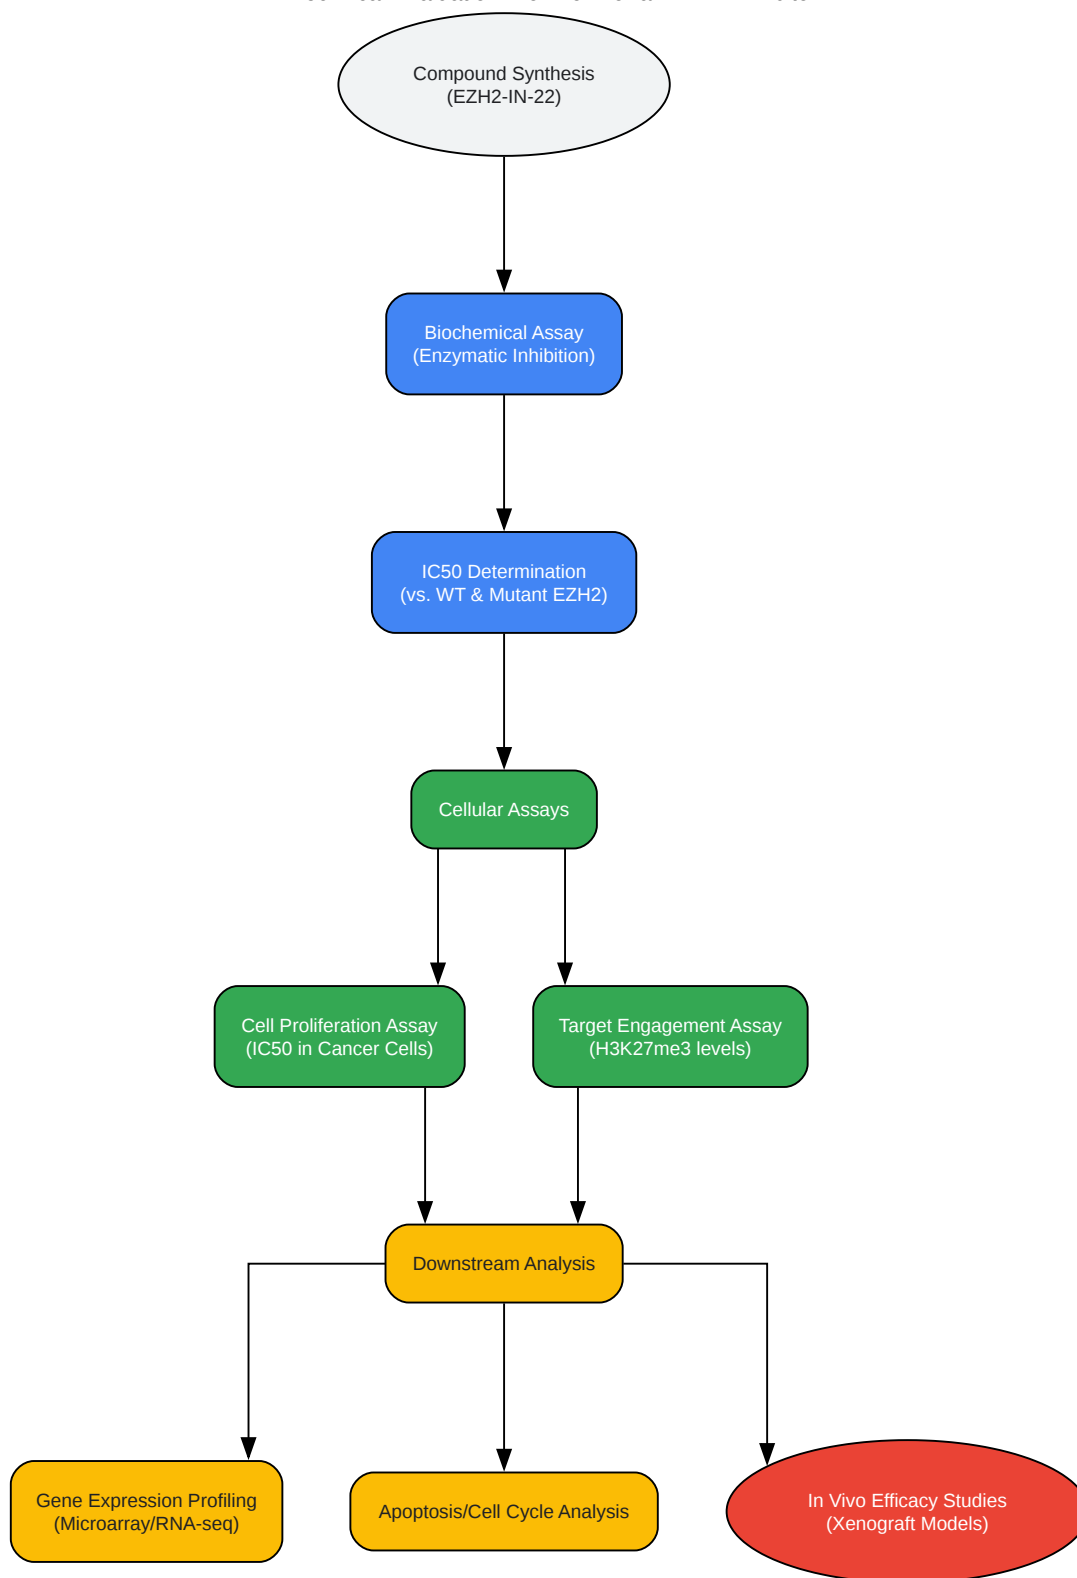 Compound Synthesis
(EZH2-IN-22)
Biochemical Assay
(Enzymatic Inhibition)
IC50 Determination
(vs. WT & Mutant EZH2)
Cellular Assays
Cell Proliferation Assay
(IC50 in Cancer Cells)
Target Engagement Assay
(H3K27me3 levels)
Downstream Analysis
Gene Expression Profiling
(Microarray/RNA-seq)
Apoptosis/Cell Cycle Analysis
In Vivo Efficacy Studies
(Xenograft Models)